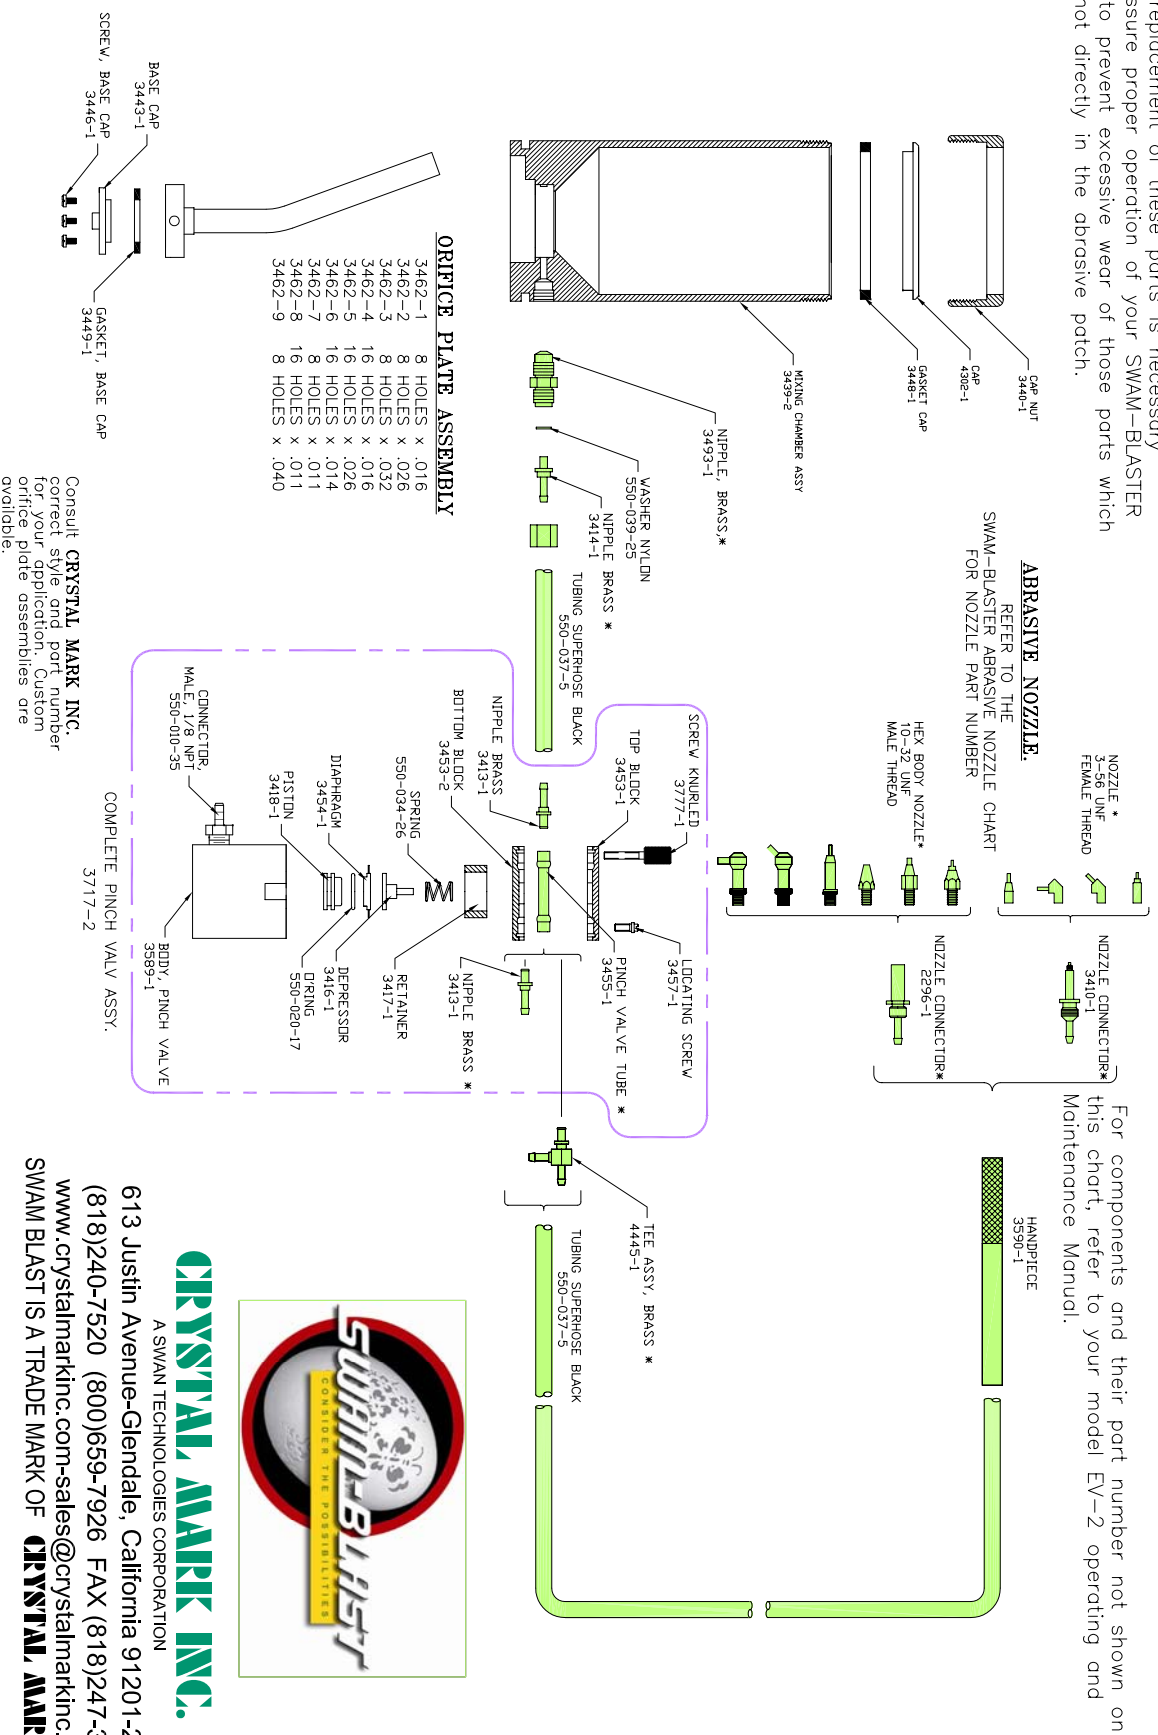 replacement of these parts is necessary
ssure proper operation of your SWAM-BLASTER
to prevent excessive wear of those parts which
not directly in the abrasive patch.
CAP NUT
3440-1
CAP
4302-1
GASKET CAP
3448-1
MIXING CHAMBER ASSY
3439-2
NIPPLE, BRASS,*
3493-1
WASHER NYLON
550-039-25
NIPPLE BRASS *
3414-1
TUBING SUPERHOSE BLACK
550-037-5
BASE CAP
3443-1
SCREW, BASE CAP
3446-1
GASKET, BASE CAP
3449-1
ORIFICE PLATE ASSEMBLY
3462-1 8 HOLES x .016
3462-2 8 HOLES x .026
3462-3 8 HOLES x .032
3462-4 16 HOLES x .016
3462-5 16 HOLES x .026
3462-6 16 HOLES x .014
3462-7 8 HOLES x .011
3462-8 16 HOLES x .011
3462-9 8 HOLES x .040
Consult CRYSTAL MARK INC.
correct style and part number
for your application. Custom
orifice plate assemblies are
available.
ABRASIVE NOZZLE.
REFER TO THE
SWAM-BLASTER ABRASIVE NOZZLE CHART
FOR NOZZLE PART NUMBER
NOZZLE *
3-56 UNF
FEMALE THREAD
HEX BODY NOZZLE*
10-32 UNF
MALE THREAD
NOZZLE CONNECTOR*
3410-1
NOZZLE CONNECTOR*
2296-1
SCREW KNURLED
3777-1
TOP BLOCK
3453-1
LOCATING SCREW
3457-1
PINCH VALVE TUBE *
3455-1
NIPPLE BRASS
3413-1
BOTTOM BLOCK
3453-2
NIPPLE BRASS *
3413-1
SPRING
550-034-26
RETAINER
3417-1
DIAPHRAGM
3454-1
DEPRESSOR
3416-1
O'RING
550-020-17
PISTON
3418-1
CONNECTOR,
MALE, 1/8 NPT
550-010-35
BODY, PINCH VALVE
3589-1
COMPLETE PINCH VALV ASSY.
3717-2
For components and their part number not shown on
this chart, refer to your model EV-2 operating and
Maintenance Manual.
HANDPIECE
3590-1
TEE ASSY, BRASS *
4445-1
TUBING SUPERHOSE BLACK
550-037-5
SWAM-BLAST
CONSIDER THE POSSIBILITIES
CRYSTAL MARK INC.
A SWAN TECHNOLOGIES CORPORATION
613 Justin Avenue-Glendale, California 91201-2
(818)240-7520 (800)659-7926 FAX (818)247-3
www.crystalmarkinc.com-sales@crystalmarkinc.
SWAM BLAST IS A TRADE MARK OF CRYSTAL MAR